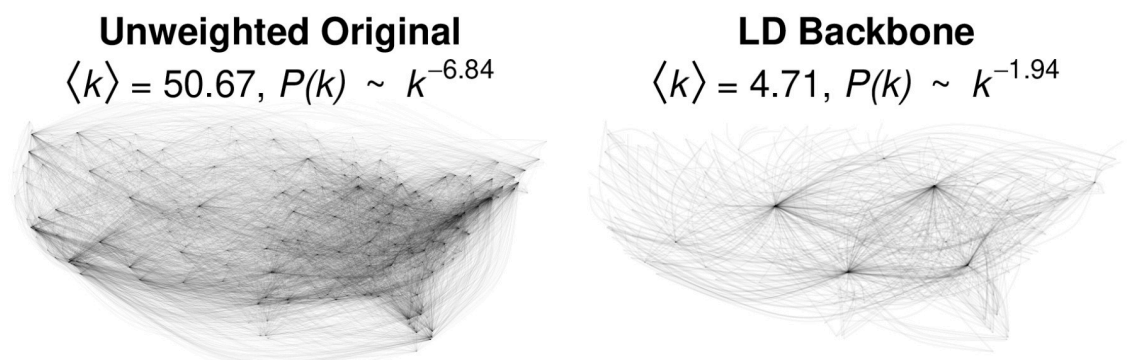 Unweighted Original
⟨k⟩ = 50.67, P(k) ~ k⁻⁶·⁸⁴
LD Backbone
⟨k⟩ = 4.71, P(k) ~ k⁻¹·⁹⁴